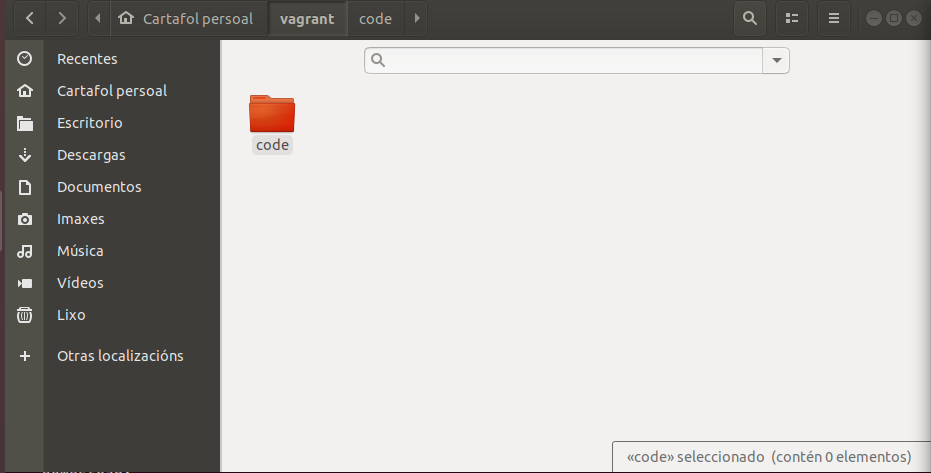 Cartafol persoal vagrant code
Recentes
Cartafol persoal
Escritorio
Descargas
Documentos
Imaxes
Música
Vídeos
Lixo
Otras localizacións
code
«code» seleccionado (contén 0 elementos)